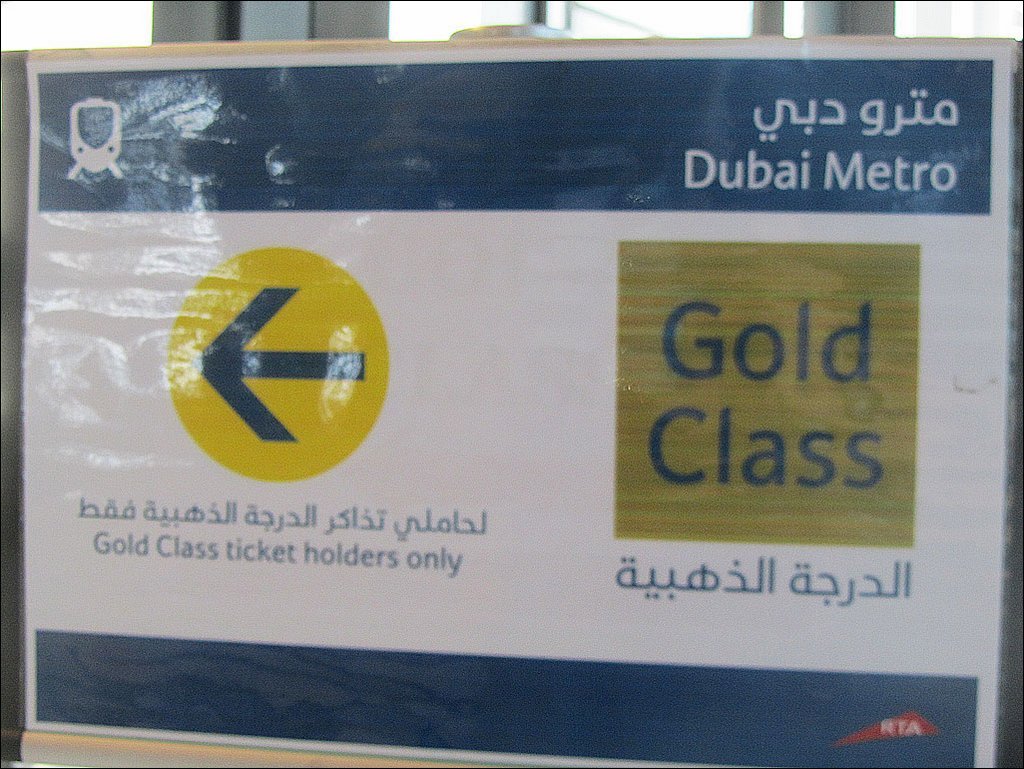 مترو دبي
Dubai Metro
Gold
Class
الدرجة الذهبية
لحاملي تذاكر الدرجة الذهبية فقط
Gold Class ticket holders only
RTA